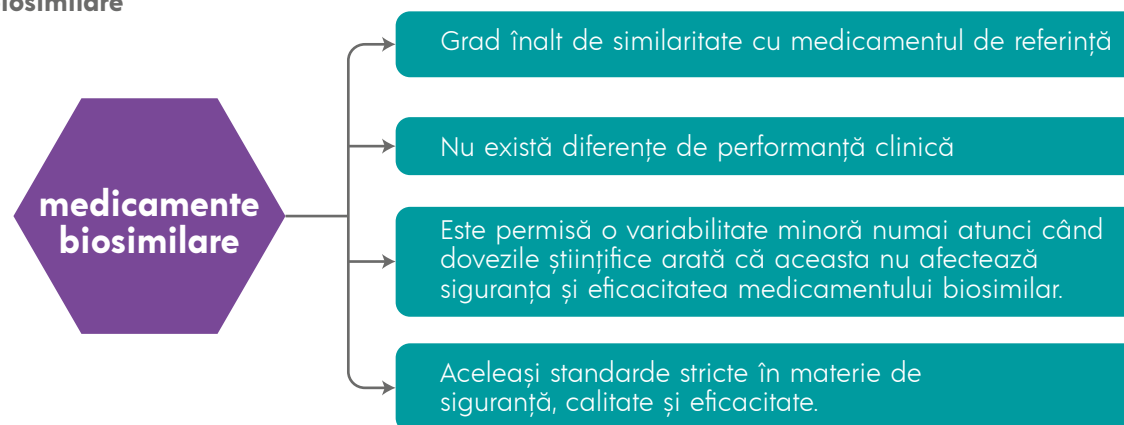 biosimilare
Grad înalt de similaritate cu medicamentul de referință
Nu există diferențe de performanță clinică
medicamente
biosimilare
Este permisă o variabilitate minoră numai atunci când
dovezile științifice arată că aceasta nu afectează
siguranța și eficacitatea medicamentului biosimilar.
Aceleași standarde stricte în materie de
siguranță, calitate și eficacitate.